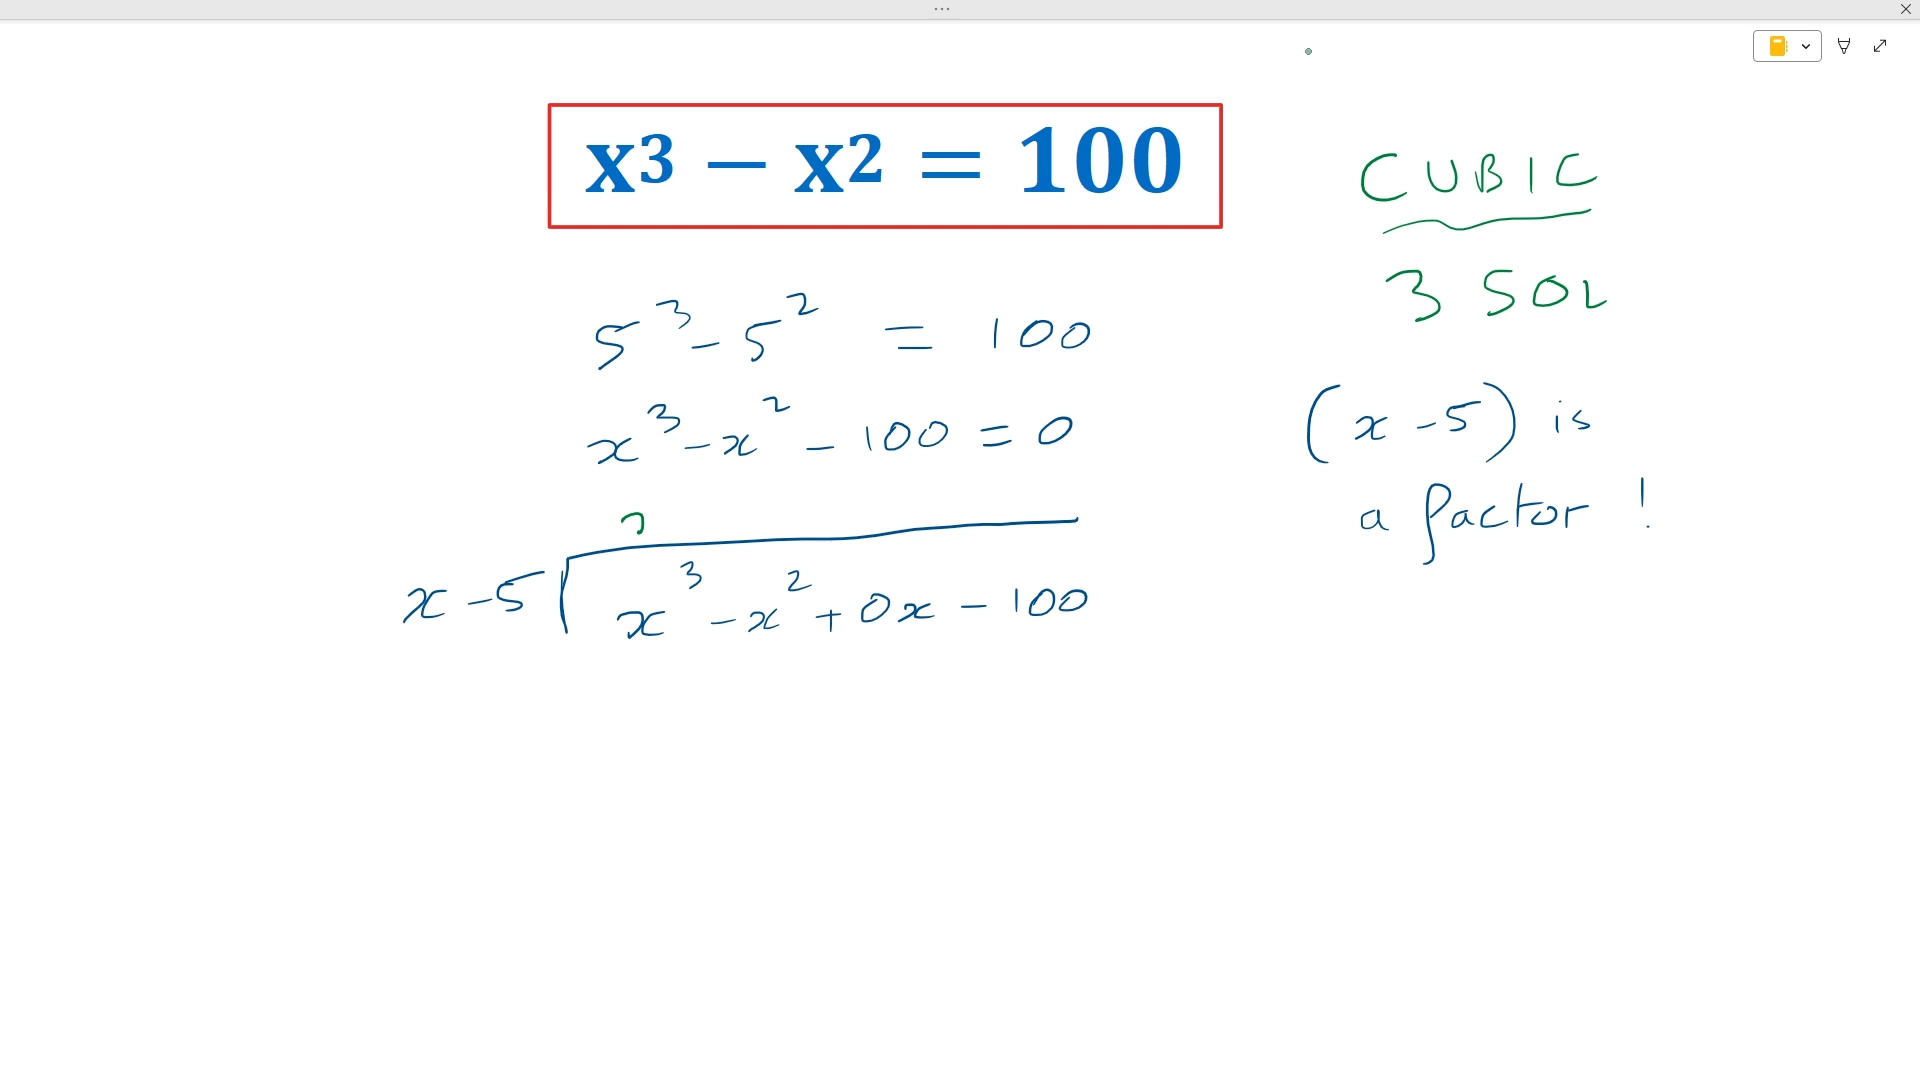 x³ − x² = 100
CUBIC
3 SOL
5³ - 5² = 100
x³ - x² - 100 = 0
(x - 5) is
a factor !
x - 5 x³ - x² + 0x - 100